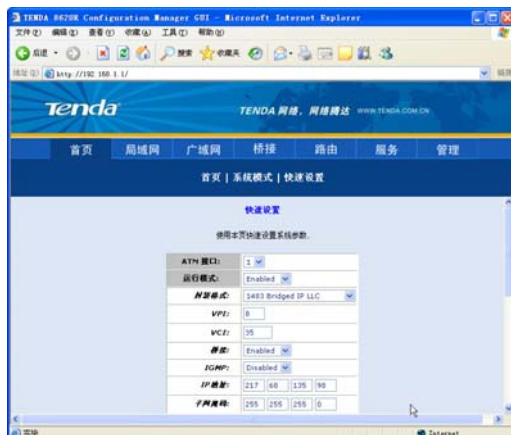 TENDA 8620R Configuration Manager GUI - Microsoft Internet Explorer
文件(F) 编辑(E) 查看(V) 收藏(A) 工具(T) 帮助(H)
后退 搜索 收藏夹
地址(D) http://192.168.1.1/
Tenda TENDA 网络，网络腾达 WWW.TENDA.COM.CN
首页 局域网 广域网 桥接 路由 服务 管理
首页 | 系统模式 | 快速设置
快速设置
使用本页快速设置系统参数.
ATM 接口: 1
运行模式: Enabled
封装格式: 1483 Bridged IP LLC
VPI: 8
VCI: 35
桥接: Enabled
IGMP: Disabled
IP地址: 217 60 135 90
子网掩码: 255 255 255 0
完毕 Internet